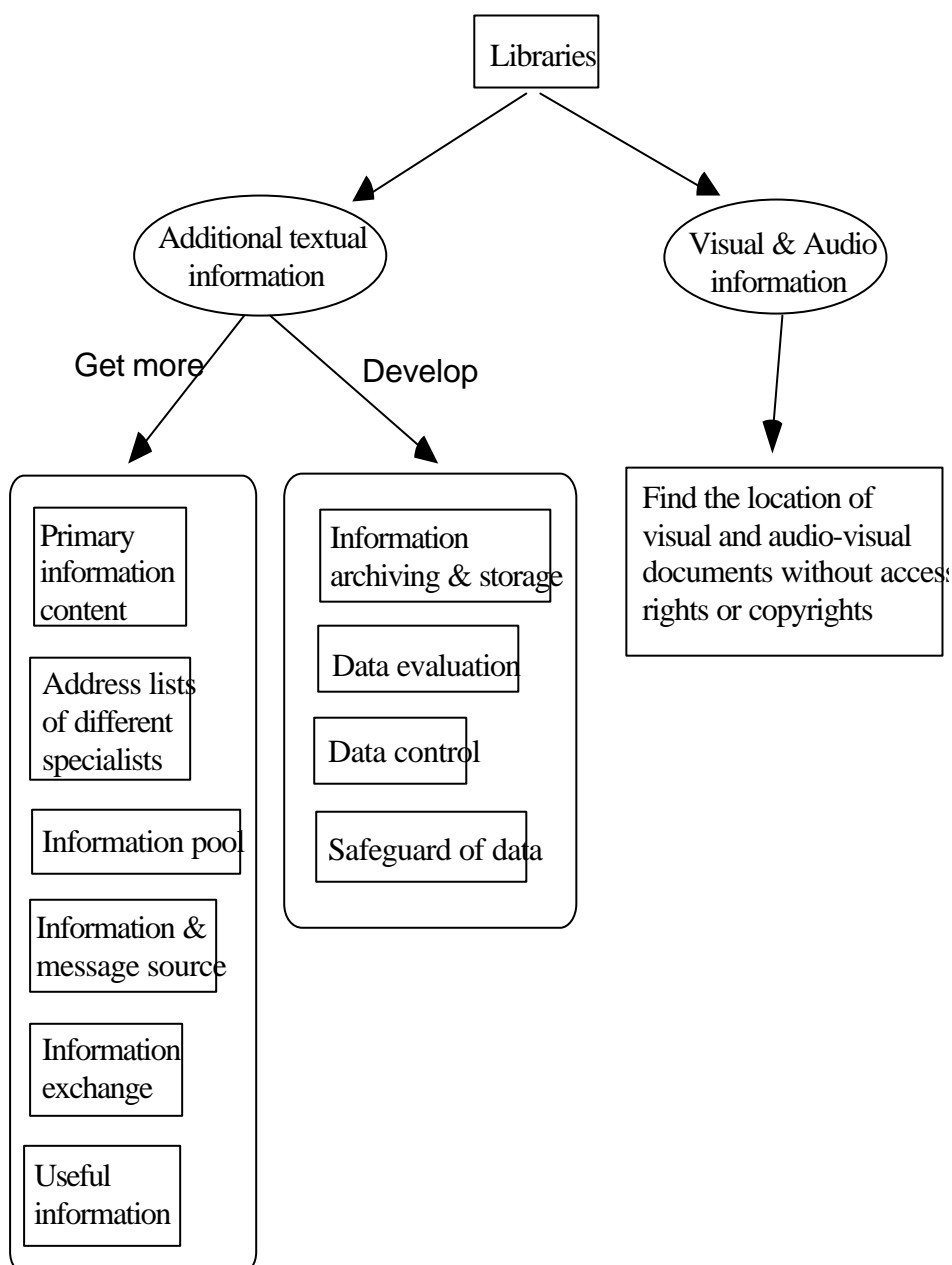 Libraries
Additional textual
information
Visual & Audio
information
Get more
Develop
Primary
information
content
Address lists
of different
specialists
Information pool
Information &
message source
Information
exchange
Useful
information
Information
archiving & storage
Data evaluation
Data control
Safeguard of data
Find the location of
visual and audio-visual
documents without access
rights or copyrights